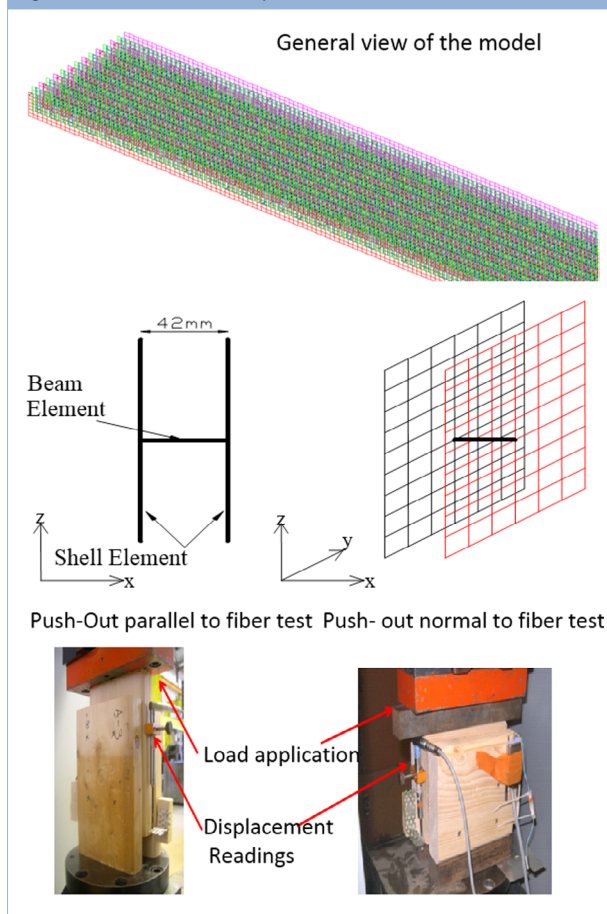 General view of the model
42mm
Beam
Element
z
z
y
Shell Element
x
x
Push-Out parallel to fiber test Push- out normal to fiber test
Load application
Displacement
Readings